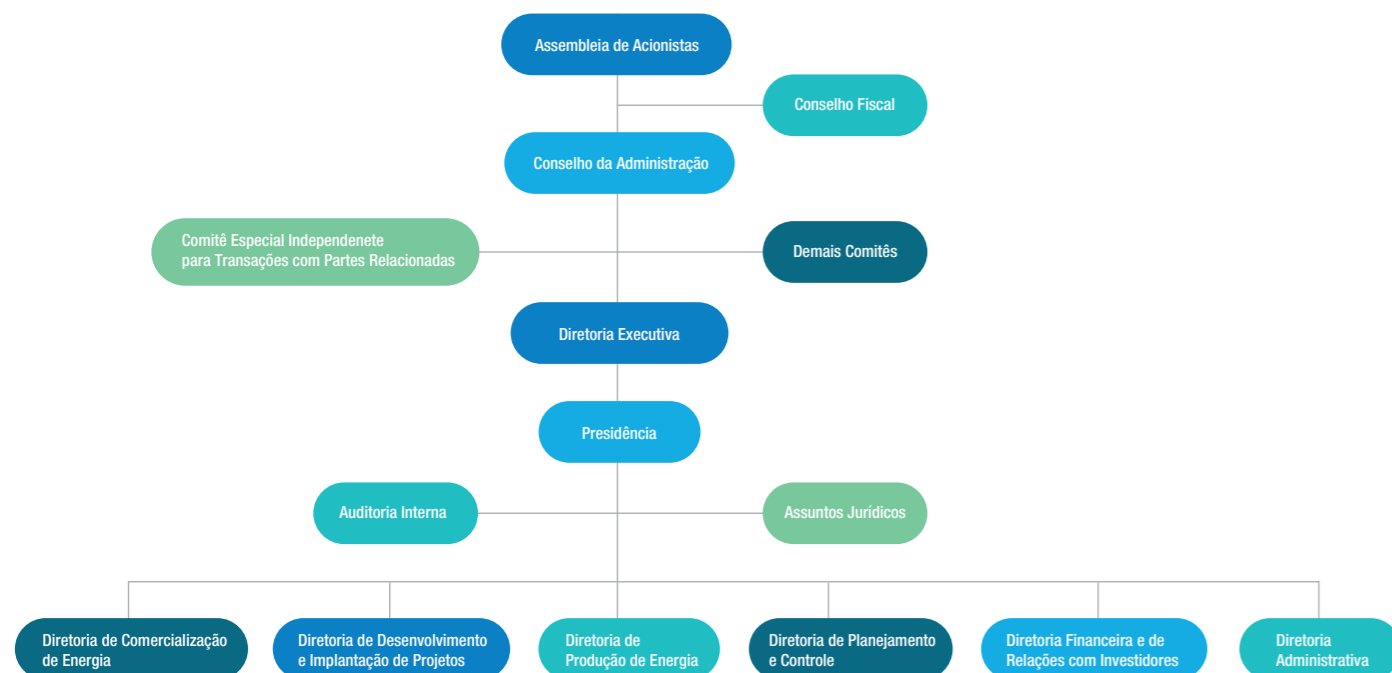 Assembleia de Acionistas
Conselho Fiscal
Conselho da Administração
Comitê Especial Independenete
para Transações com Partes Relacionadas
Demais Comitês
Diretoria Executiva
Presidência
Auditoria Interna
Assuntos Jurídicos
Diretoria de Comercialização
de Energia
Diretoria de Desenvolvimento
e Implantação de Projetos
Diretoria de
Produção de Energia
Diretoria de Planejamento
e Controle
Diretoria Financeira e de
Relações com Investidores
Diretoria
Administrativa